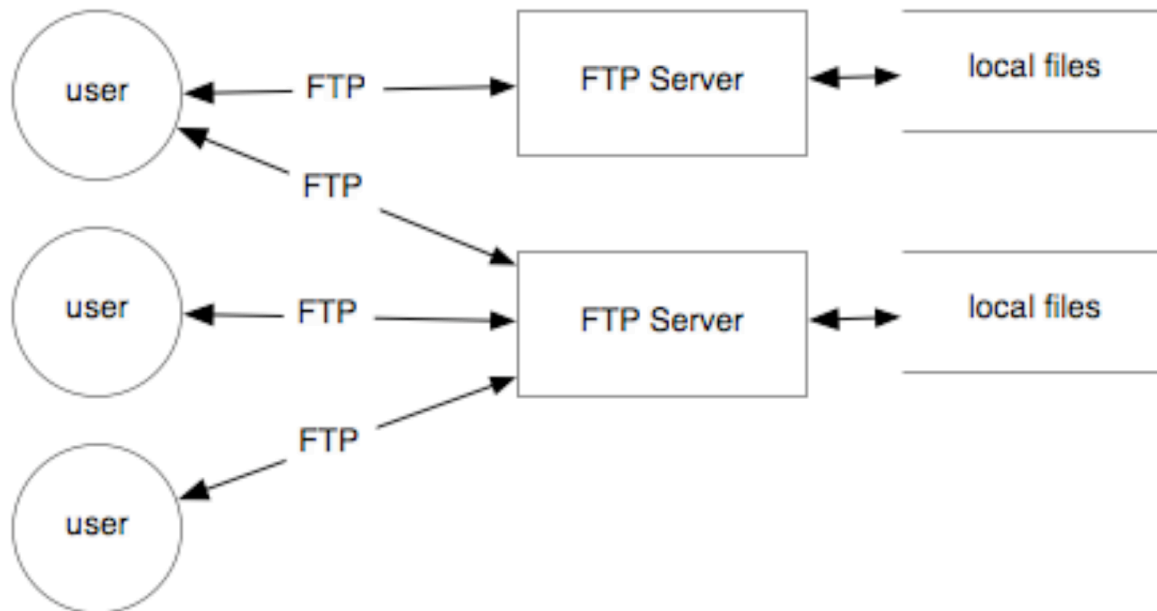 user
FTP
FTP Server
local files
FTP
user
FTP
FTP Server
local files
FTP
user